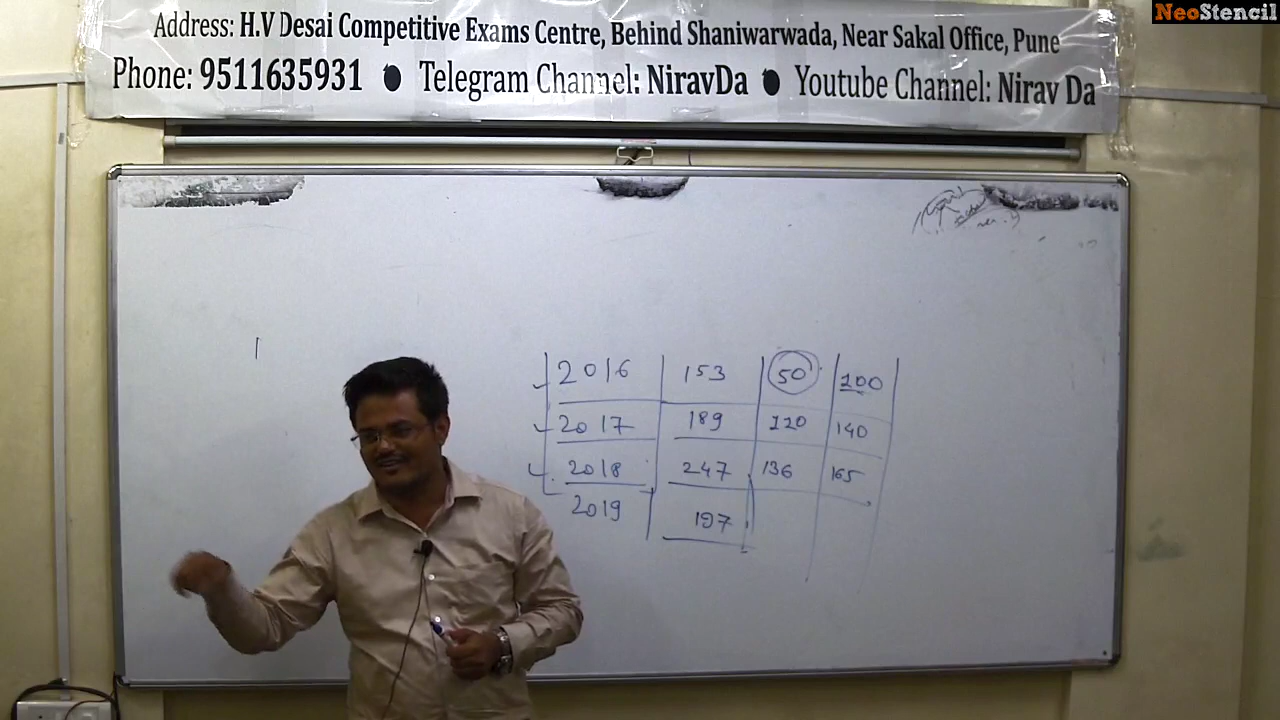 NeoStencil
Address: H.V Desai Competitive Exams Centre, Behind Shaniwarwada, Near Sakal Office, Pune
Phone: 9511635931 ● Telegram Channel: NiravDa ● Youtube Channel: Nirav Da
2016 153 50 100
2017 189 120 140
2018 247 136 165
2019 197